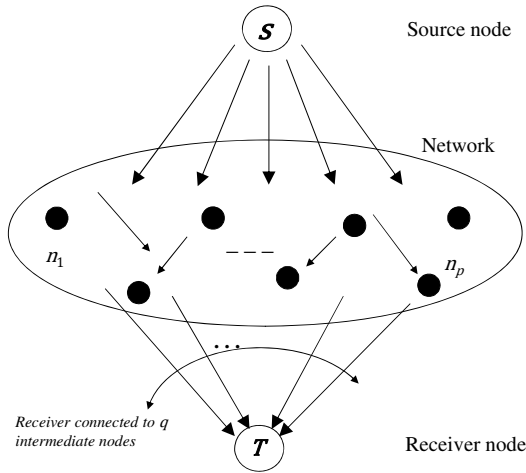 S
Source node
Network
n1
– – –
np
...
Receiver connected to q
intermediate nodes
T
Receiver node